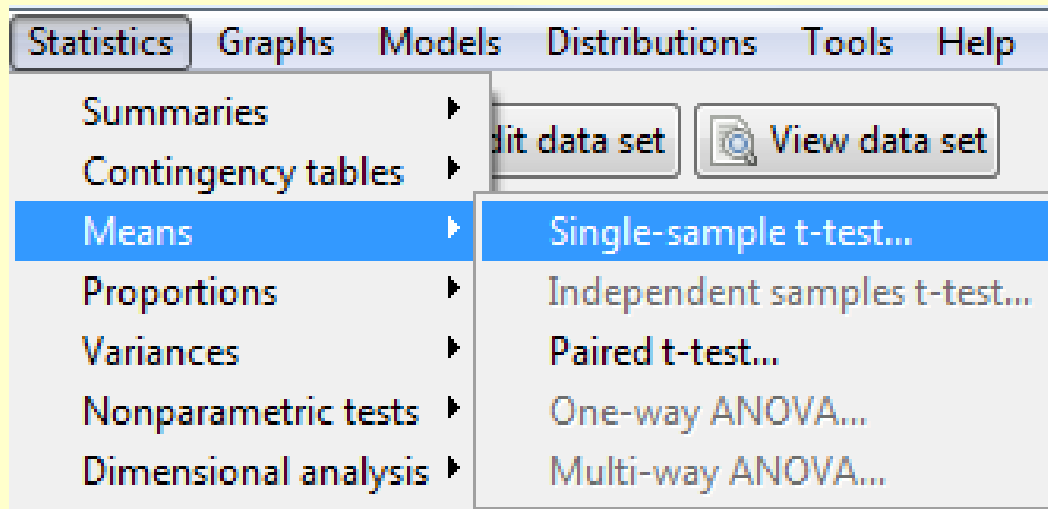 Statistics Graphs Models Distributions Tools Help
Summaries
dit data set
View data set
Contingency tables
Means
Single-sample t-test...
Proportions
Independent samples t-test...
Variances
Paired t-test...
Nonparametric tests
One-way ANOVA...
Dimensional analysis
Multi-way ANOVA...